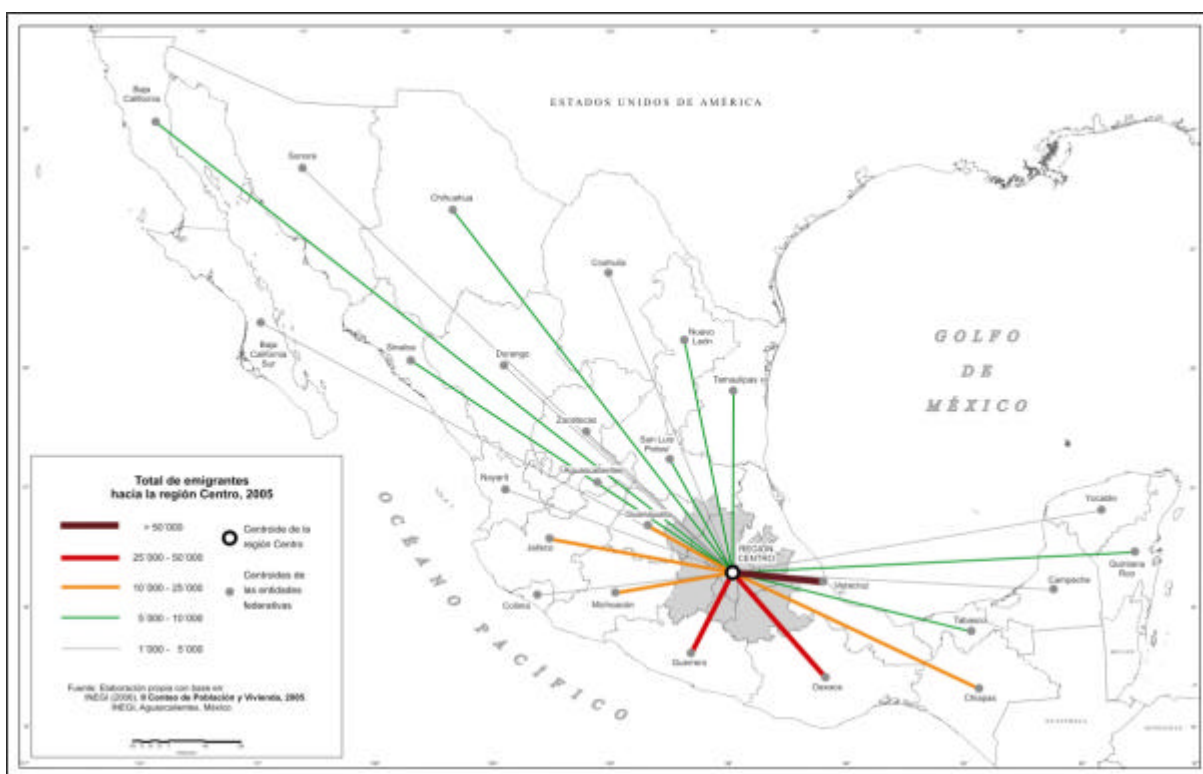 ESTADOS UNIDOS DE AMÉRICA
Baja
California
Sonora
Chihuahua
Coahuila
Nuevo
León
Tamaulipas
Baja
California
Sur
Sinaloa
Durango
Zacatecas
San Luis
Potosí
Aguascalientes
Nayarit
Guanajuato
Jalisco
Colima
Michoacán
REGIÓN
CENTRO
Veracruz
Guerrero
Oaxaca
Chiapas
Tabasco
Campeche
Yucatán
Quintana
Roo
GOLFO
DE
MÉXICO
OCÉANO PÁCÍFICO
GUATEMALA
HONDURAS
Total de emigrantes
hacia la región Centro, 2005
> 50´000
25´000 - 50´000
10´000 - 25´000
5´000 - 10´000
1´000 - 5´000
Centroide de la
región Centro
Centroides de
las entidades
federativas
Fuente: Elaboración propia con base en:
INEGI (2006), II Conteo de Población y Vivienda, 2005
INEGI, Aguascalientes, México